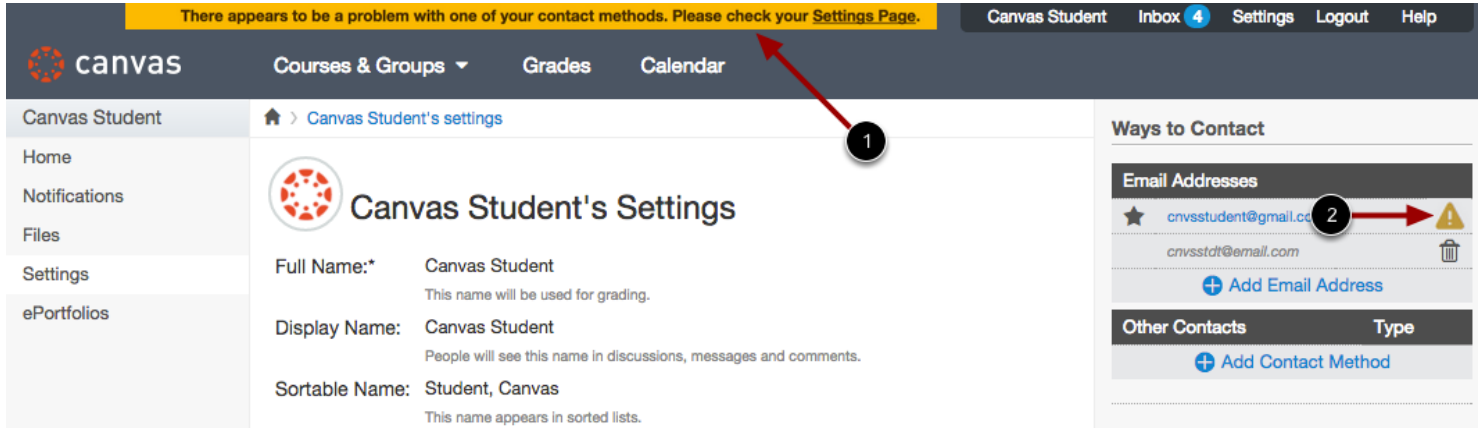 There appears to be a problem with one of your contact methods. Please check your Settings Page.
Canvas Student Inbox 4 Settings Logout Help
canvas
Courses & Groups Grades Calendar
Canvas Student
Home
Notifications
Files
Settings
ePortfolios
Canvas Student's settings
1
Canvas Student's Settings
Full Name:* Canvas Student
This name will be used for grading.
Display Name: Canvas Student
People will see this name in discussions, messages and comments.
Sortable Name: Student, Canvas
This name appears in sorted lists.
Ways to Contact
Email Addresses
cnvsstudent@gmail.co 2
cnvsstdt@email.com
Add Email Address
Other Contacts Type
Add Contact Method